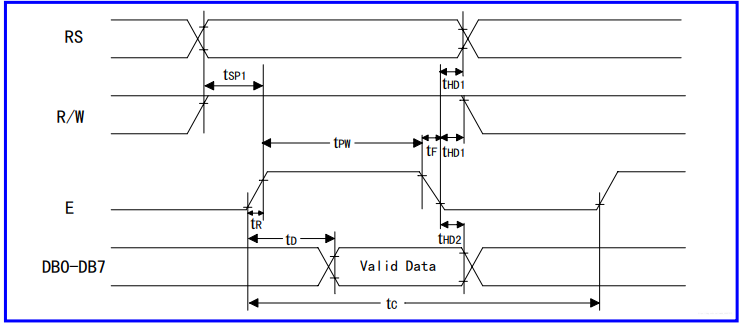 RS
tSP1
tHD1
R/W
tPW
tF
tHD1
E
tR
tD
tHD2
DB0-DB7
Valid Data
tC